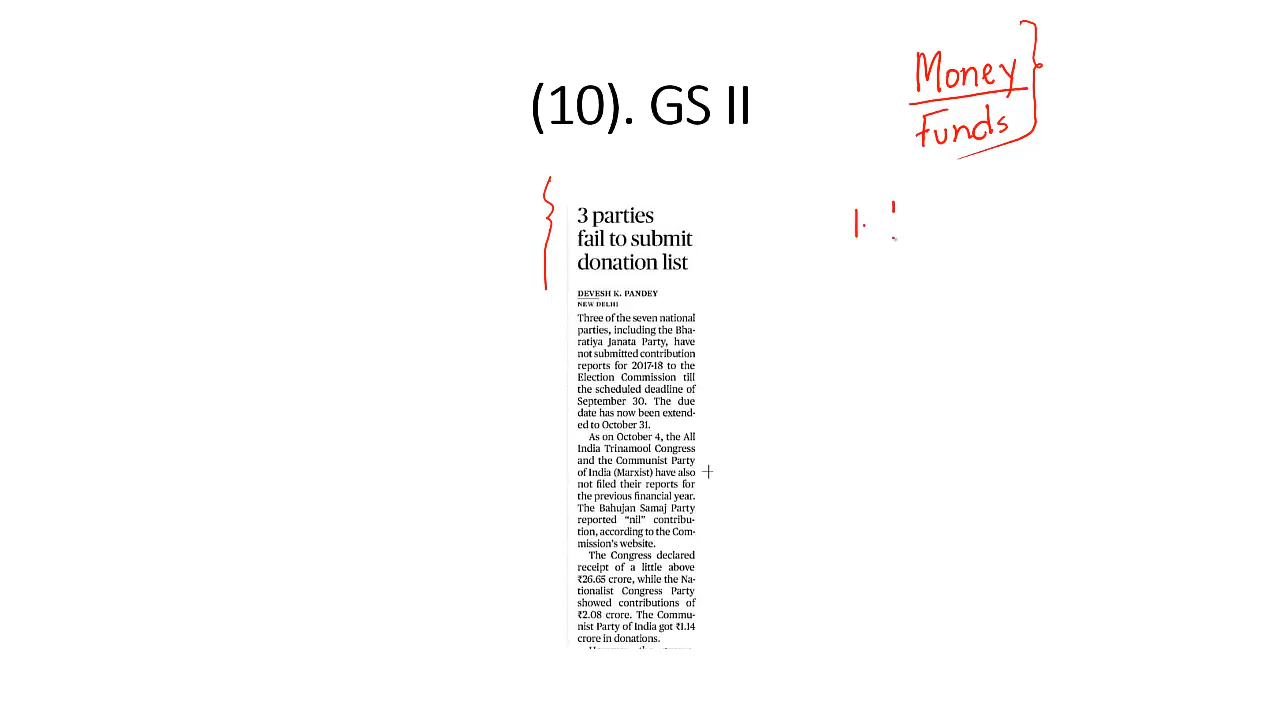 Money
Funds
(10). GS II
3 parties
fail to submit
donation list
DEVESH K. PANDEY
NEW DELHI
Three of the seven national
parties, including the Bha-
ratiya Janata Party, have
not submitted contribution
reports for 2017-18 to the
Election Commission till
the scheduled deadline of
September 30. The due
date has now been extend-
ed to October 31.
As on October 4, the All
India Trinamool Congress
and the Communist Party
of India (Marxist) have also
not filed their reports for
the previous financial year.
The Bahujan Samaj Party
reported “nil” contribu-
tion, according to the Com-
mission's website.
The Congress declared
receipt of a little above
₹26.65 crore, while the Na-
tionalist Congress Party
showed contributions of
₹2.08 crore. The Commu-
nist Party of India got ₹1.14
crore in donations.
1.